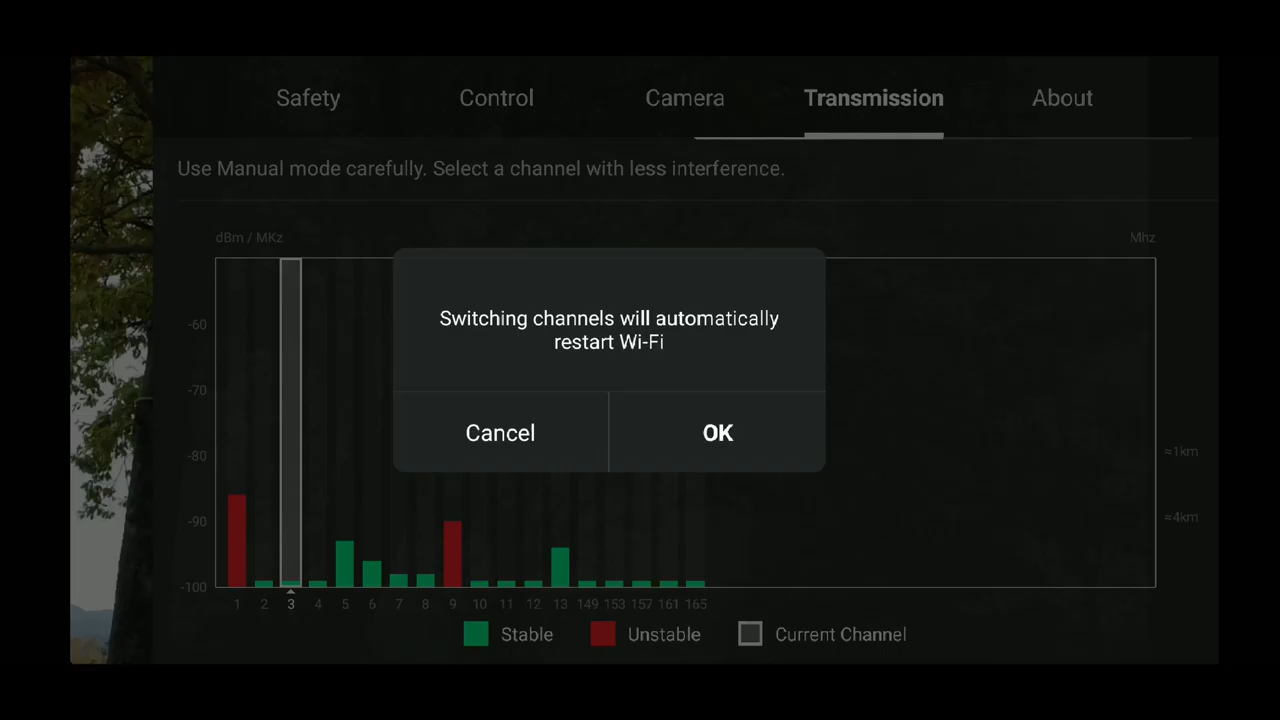 Safety Control Camera Transmission About
Use Manual mode carefully. Select a channel with less interference.
dBm / MKz Mhz
Switching channels will automatically
restart Wi-Fi
Cancel OK
-60
-70
-80
-90
-100
≈1km
≈4km
1 2 3 4 5 6 7 8 9 10 11 12 13 149 153 157 161 165
Stable Unstable Current Channel